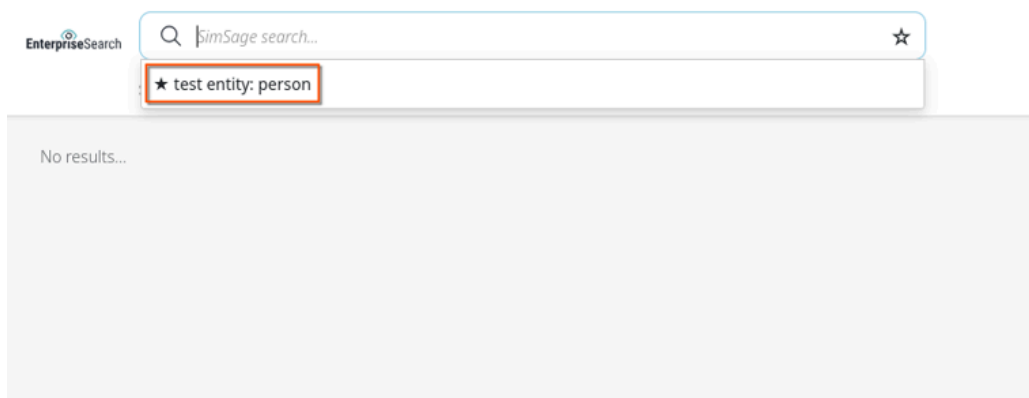 EnterpriseSearch
SimSage search...
★ test entity: person
No results...